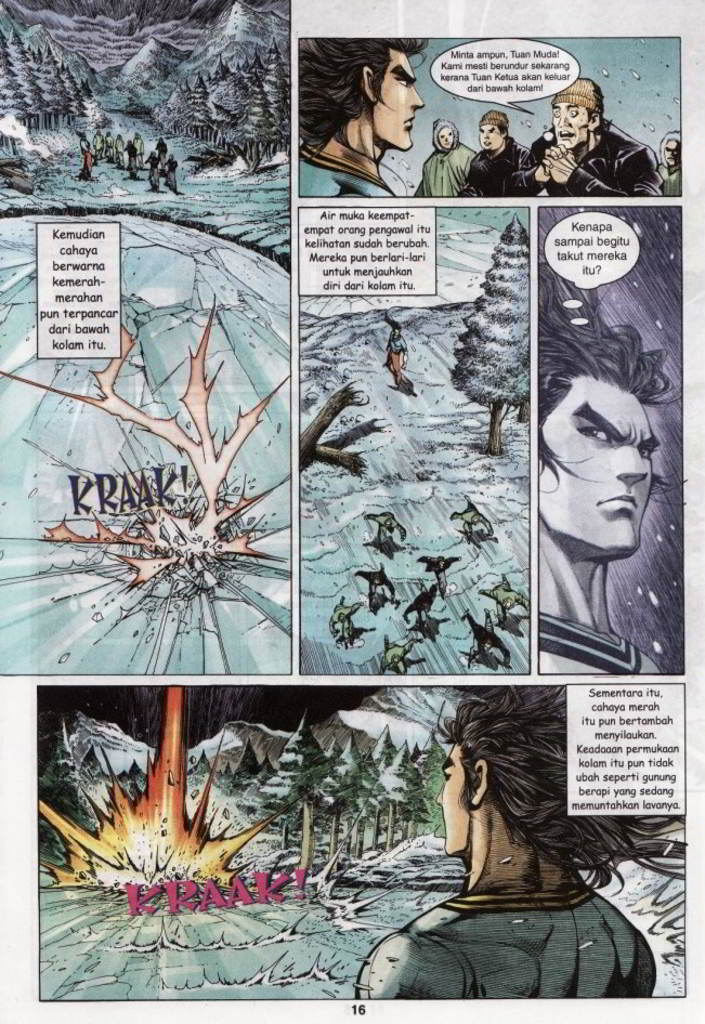 Kemudian
cahaya
berwarna
kemerah-
merahan
pun terpancar
dari bawah
kolam itu.
KRAAK!
Minta ampun, Tuan Muda!
Kami mesti berundur sekarang
kerana Tuan Ketua akan keluar
dari bawah kolam!
Air muka keempat-
empat orang pengawal itu
kelihatan sudah berubah.
Mereka pun berlari-lari
untuk menjauhkan
diri dari kolam itu.
Kenapa
sampai begitu
takut mereka
itu?
Sementara itu,
cahaya merah
itu pun bertambah
menyilaukan.
Keadaaan permukaan
kolam itu pun tidak
ubah seperti gunung
berapi yang sedang
memuntahkan lavanya.
KRAAK!
16